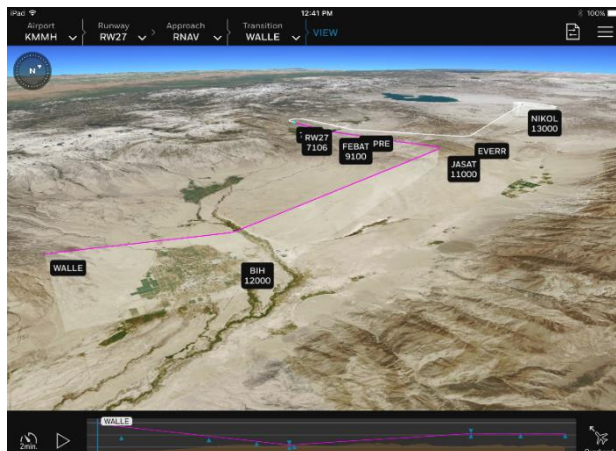 iPad
12:41 PM
100%
Airport
KMMH
Runway
RW27
Approach
RNAV
Transition
WALLE
VIEW
N
NIKOL
13000
RW27
7106
FEBAT
9100
PRE
EVERR
JASAT
11000
WALLE
BIH
12000
WALLE
2min.